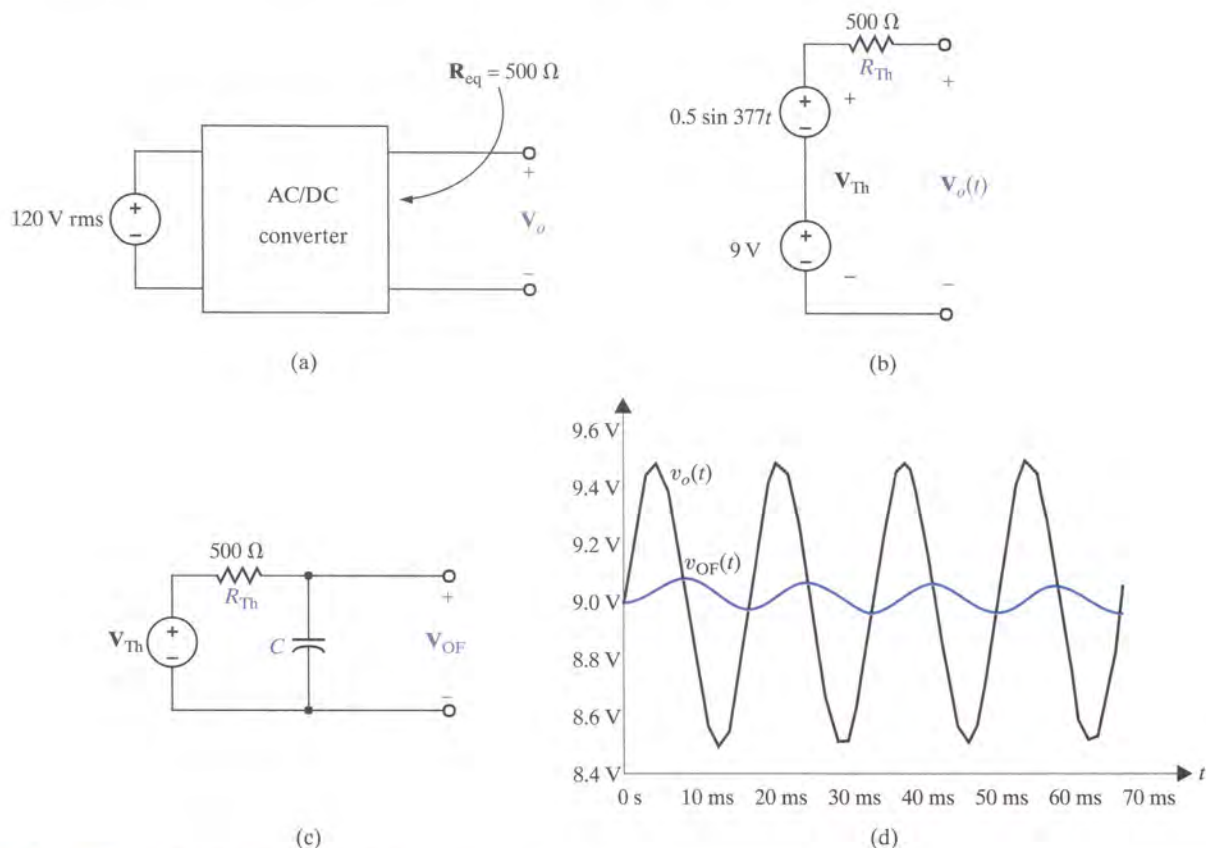 R_eq = 500 Ω
120 V rms
+
−
AC/DC
converter
+
V_o
−
(a)
500 Ω
R_Th
+
−
0.5 sin 377t
+
V_Th
−
+
−
9 V
+
V_o(t)
−
(b)
500 Ω
R_Th
V_Th
+
−
C
+
V_OF
−
(c)
9.6 V
9.4 V
9.2 V
9.0 V
8.8 V
8.6 V
8.4 V
v_o(t)
v_OF(t)
0 s 10 ms 20 ms 30 ms 40 ms 50 ms 60 ms 70 ms
t
(d)